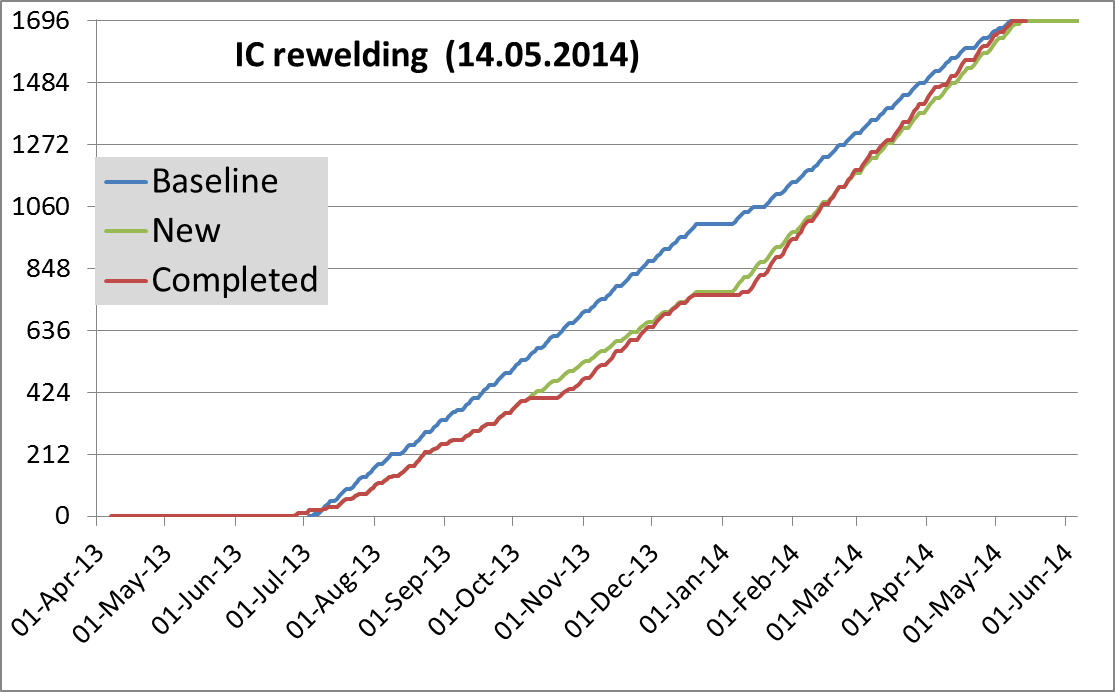 IC rewelding (14.05.2014)
1696
1484
1272
1060
848
636
424
212
0
Baseline
New
Completed
01-Apr-13
01-May-13
01-Jun-13
01-Jul-13
01-Aug-13
01-Sep-13
01-Oct-13
01-Nov-13
01-Dec-13
01-Jan-14
01-Feb-14
01-Mar-14
01-Apr-14
01-May-14
01-Jun-14